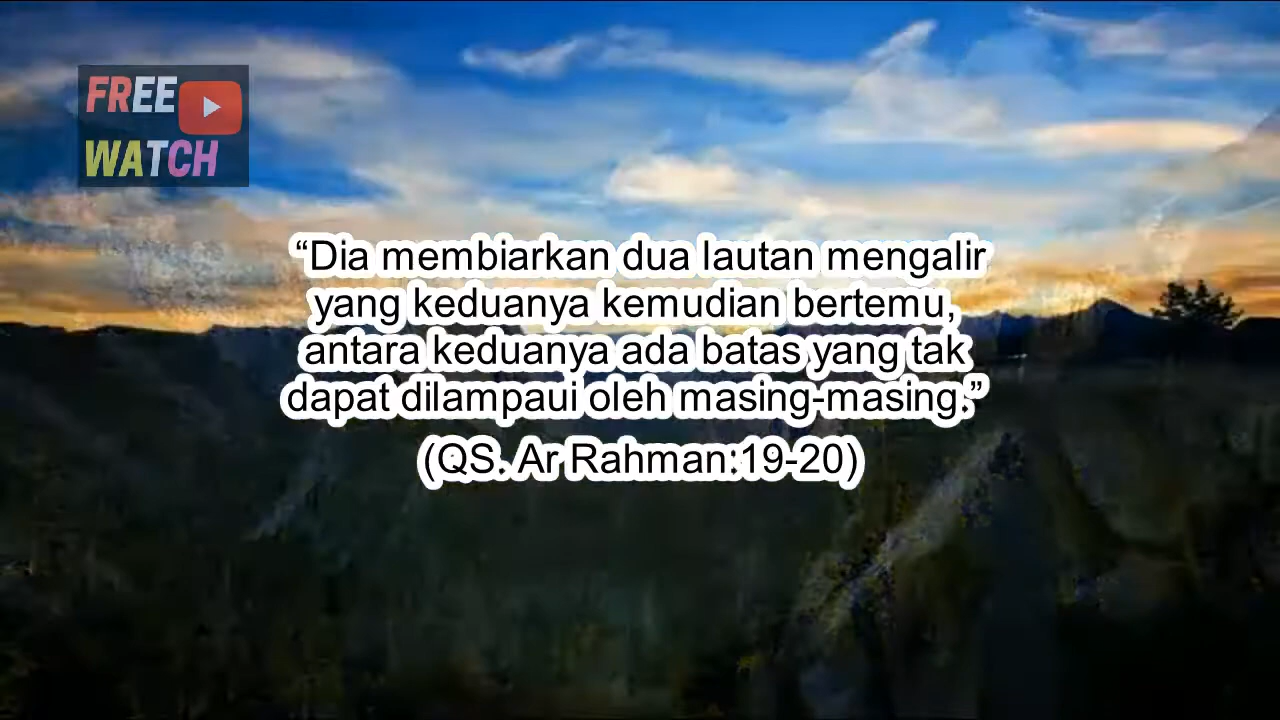 FREE
WATCH
“Dia membiarkan dua lautan mengalir
yang keduanya kemudian bertemu,
antara keduanya ada batas yang tak
dapat dilampaui oleh masing-masing.”
(QS. Ar Rahman:19-20)